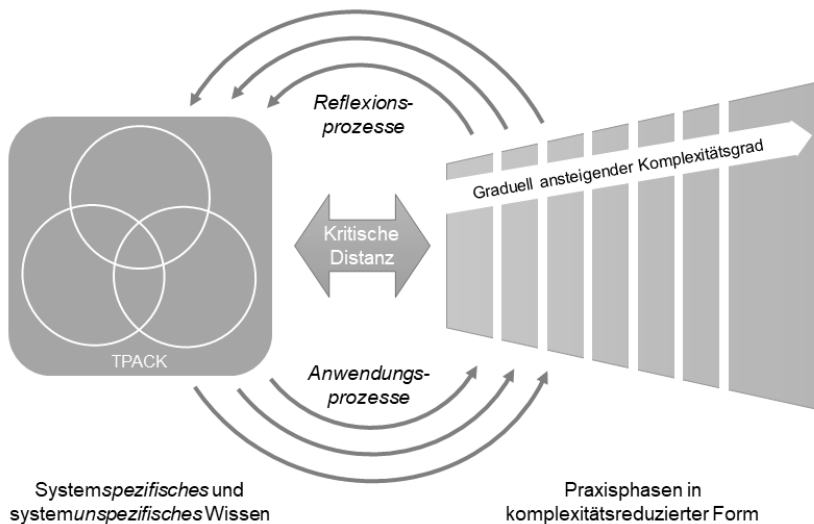 Reflexions-
prozesse
Graduell ansteigender Komplexitätsgrad
Kritische
Distanz
TPACK
Anwendungs-
prozesse
Systemspezifisches und
systemunspezifisches Wissen
Praxisphasen in
komplexitätsreduzierter Form